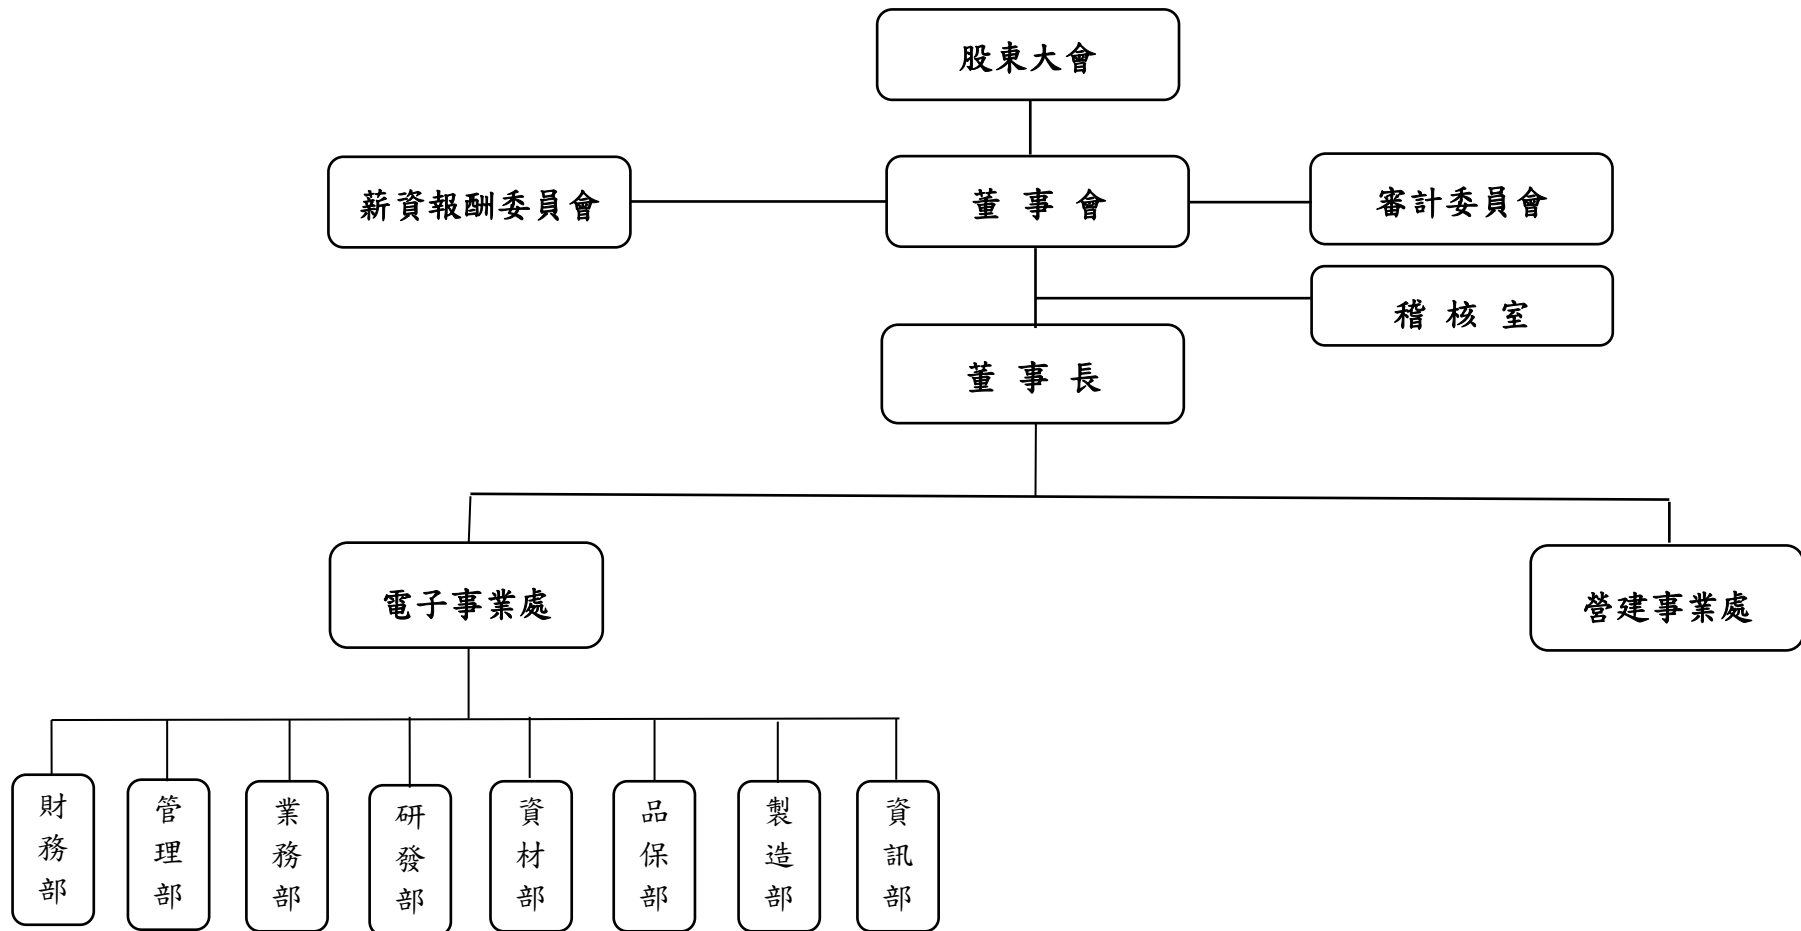 股東大會
薪資報酬委員會
董事會
審計委員會
稽核室
董事長
電子事業處
營建事業處
財務部
管理部
業務部
研發部
資材部
品保部
製造部
資訊部